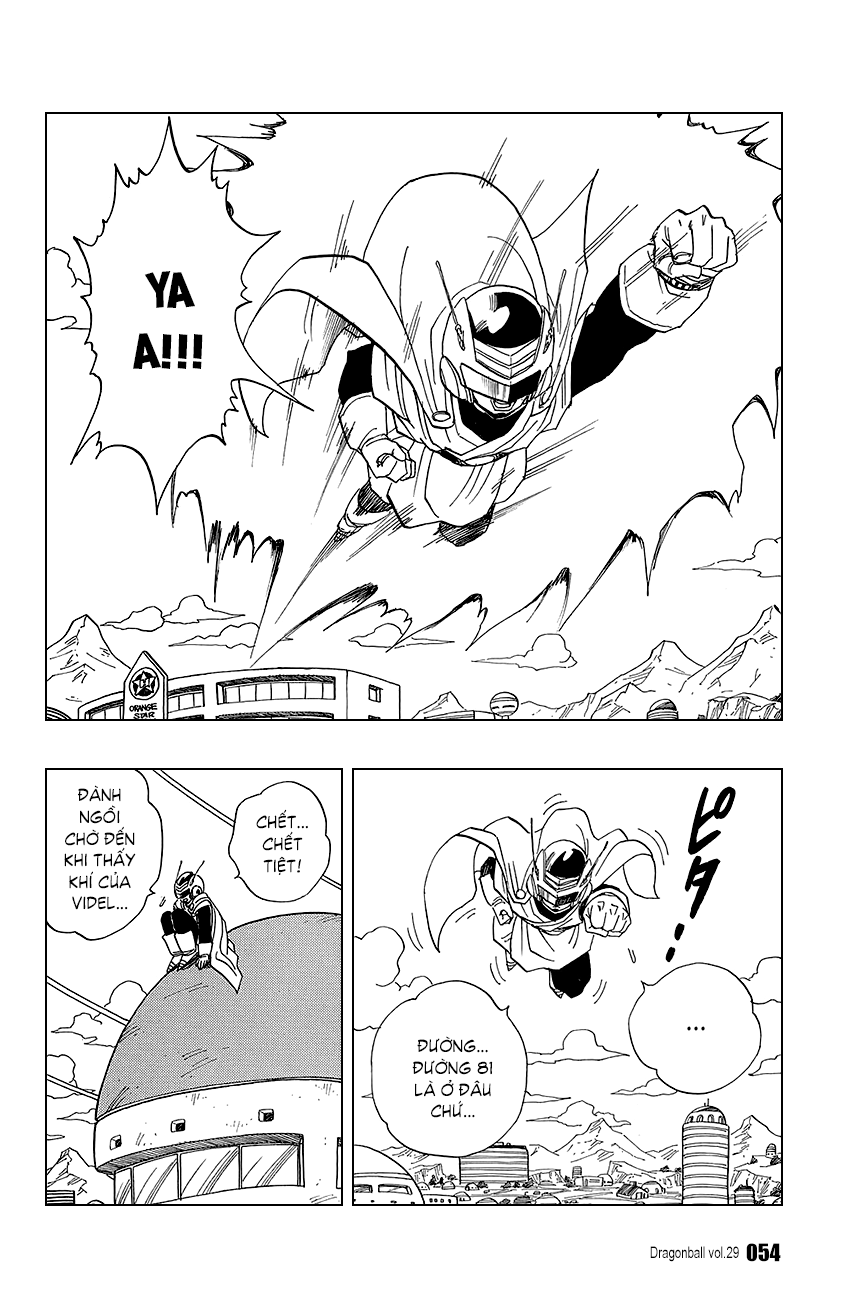 YA
A!!!
ORANGE
STAR
ピタ!
...
ĐƯỜNG...
ĐƯỜNG 81
LÀ Ở ĐÂU
CHỨ...
CHẾT...
CHẾT
TIỆT!
ĐÀNH
NGỒI
CHỜ ĐẾN
KHI THẤY
KHÍ CỦA
VIDEL...
Dragonball vol.29 054